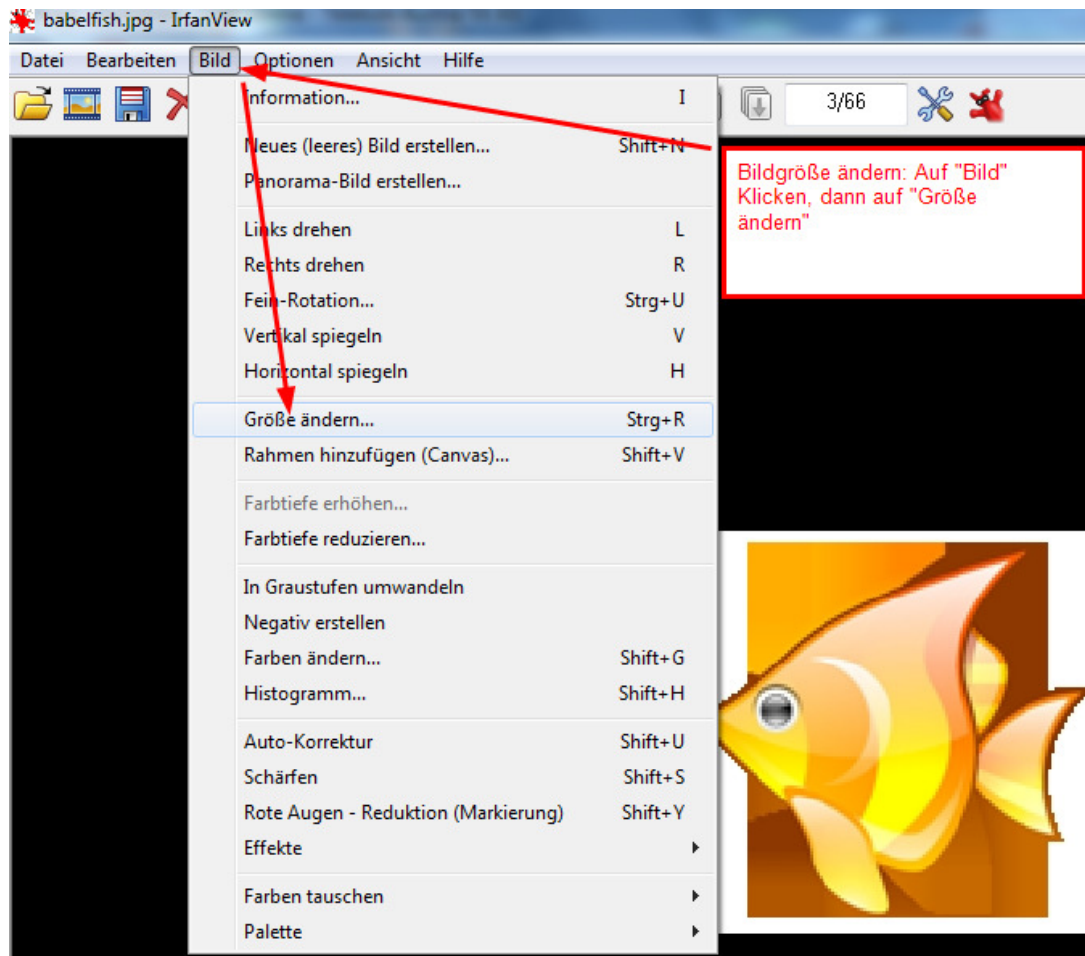 babelfish.jpg - IrfanView
Datei Bearbeiten Bild Optionen Ansicht Hilfe
3/66
Information... I
Neues (leeres) Bild erstellen... Shift+N
Panorama-Bild erstellen...
Links drehen L
Rechts drehen R
Fein-Rotation... Strg+U
Vertikal spiegeln V
Horizontal spiegeln H
Größe ändern... Strg+R
Rahmen hinzufügen (Canvas)... Shift+V
Farbtiefe erhöhen...
Farbtiefe reduzieren...
In Graustufen umwandeln
Negativ erstellen
Farben ändern... Shift+G
Histogramm... Shift+H
Auto-Korrektur Shift+U
Schärfen Shift+S
Rote Augen - Reduktion (Markierung) Shift+Y
Effekte
Farben tauschen
Palette
Bildgröße ändern: Auf "Bild"
Klicken, dann auf "Größe
ändern"